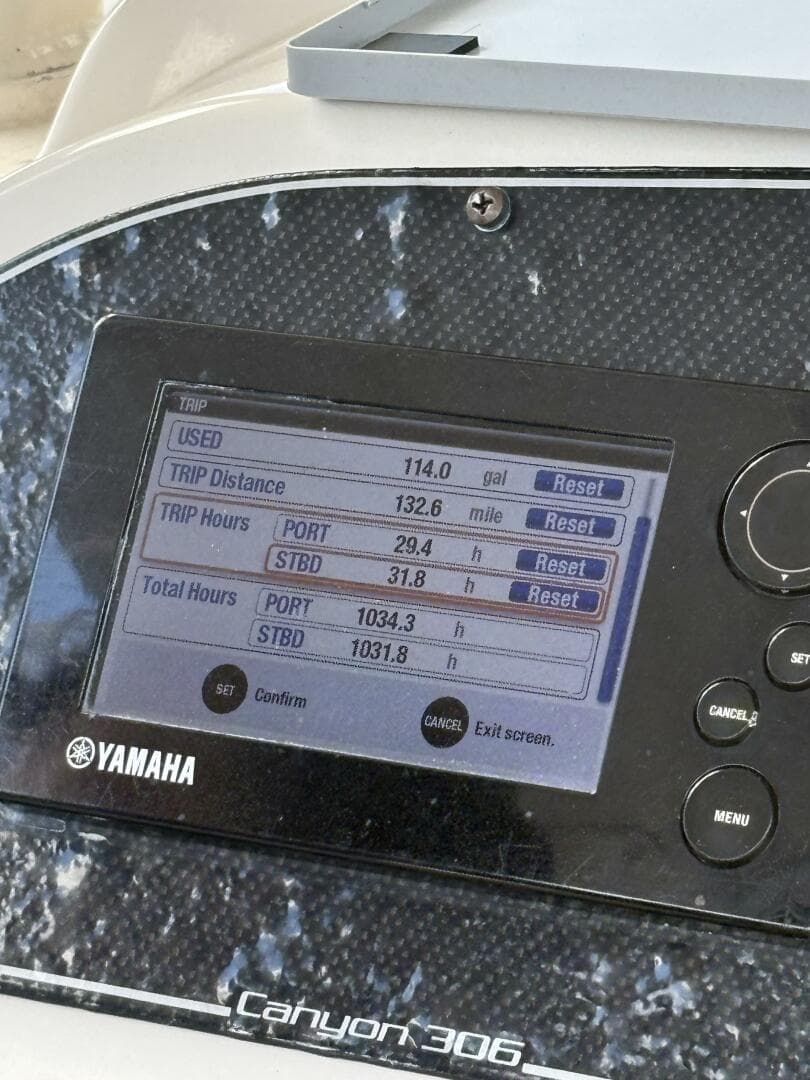 TRIP
USED 114.0 gal Reset
TRIP Distance 132.6 mile Reset
TRIP Hours PORT 29.4 h Reset
STBD 31.8 h Reset
Total Hours PORT 1034.3 h
STBD 1031.8 h
SET Confirm CANCEL Exit screen.
SET
CANCEL
YAMAHA
MENU
Canyon 306